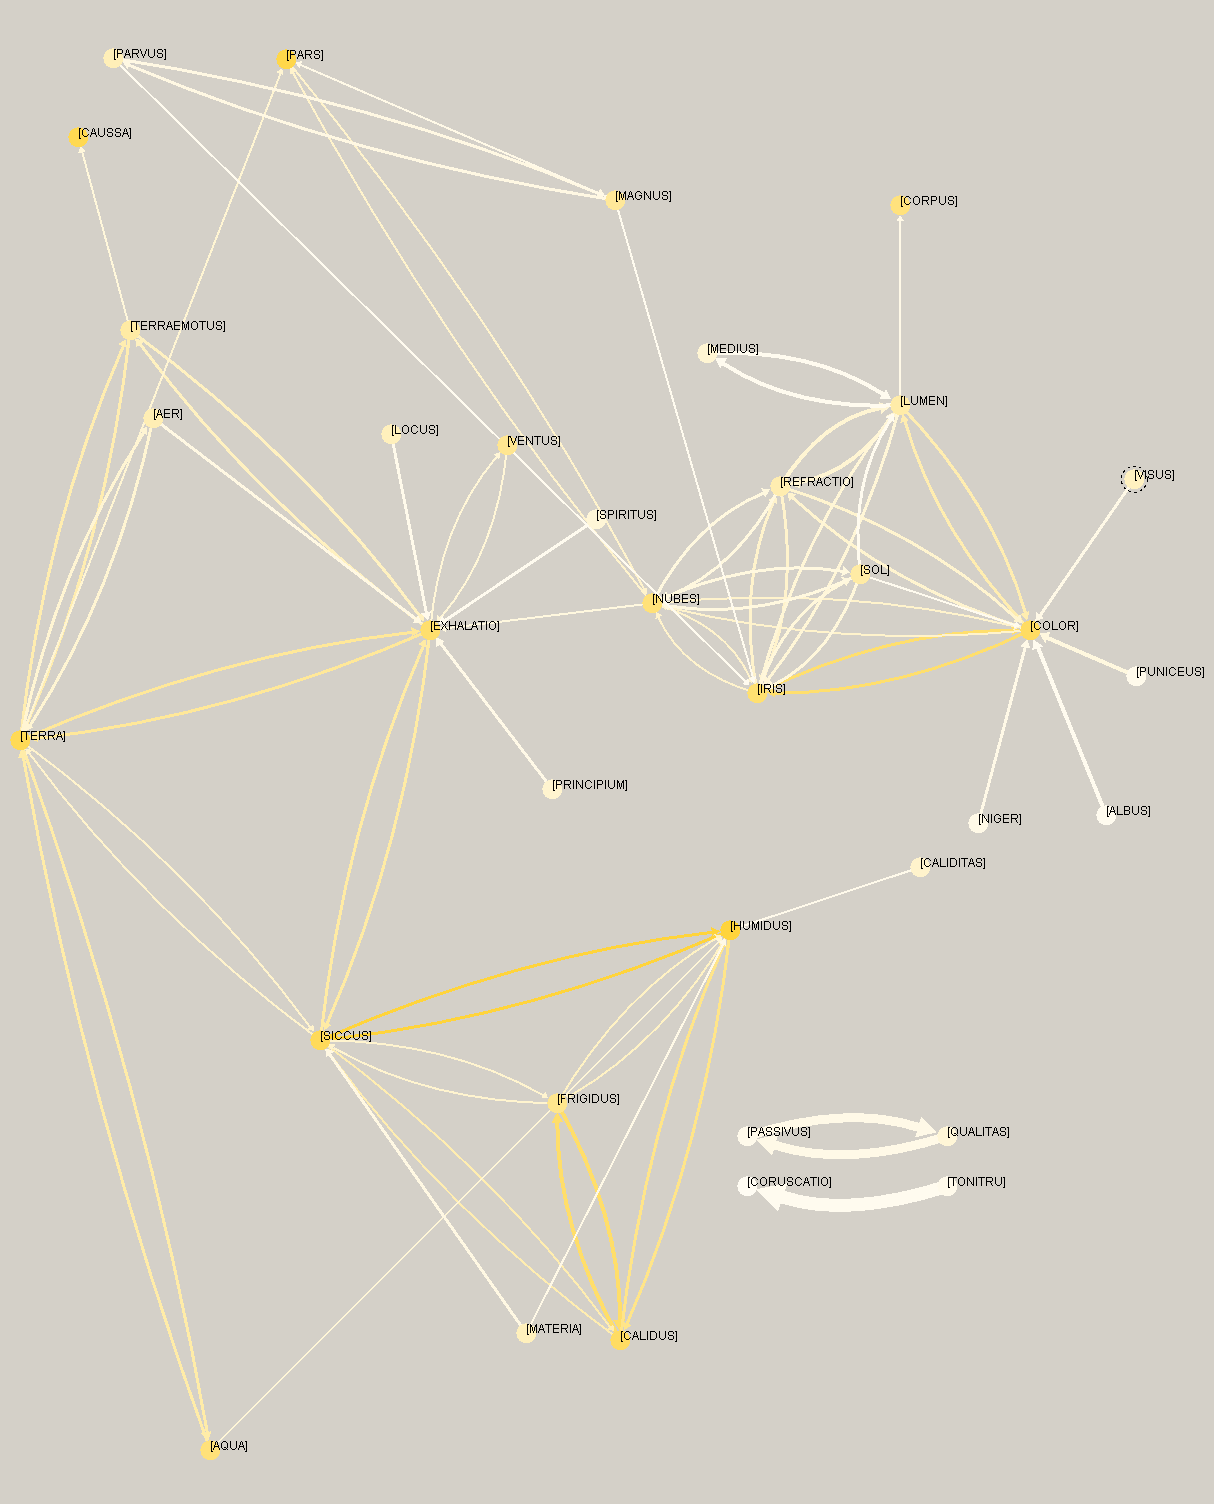 [PARVUS]
[PARS]
[CAUSSA]
[MAGNUS]
[CORPUS]
[TERRAEMOTUS]
[MEDIUS]
[LUMEN]
[AER]
[LOCUS]
[VENTUS]
[VISUS]
[REFRACTIO]
[SPIRITUS]
[SOL]
[NUBES]
[EXHALATIO]
[COLOR]
[PUNICEUS]
[IRIS]
[TERRA]
[PRINCIPIUM]
[NIGER]
[ALBUS]
[CALIDITAS]
[HUMIDUS]
[SICCUS]
[FRIGIDUS]
[PASSIVUS]
[QUALITAS]
[CORUSCATIO]
[TONITRU]
[MATERIA]
[CALIDUS]
[AQUA]